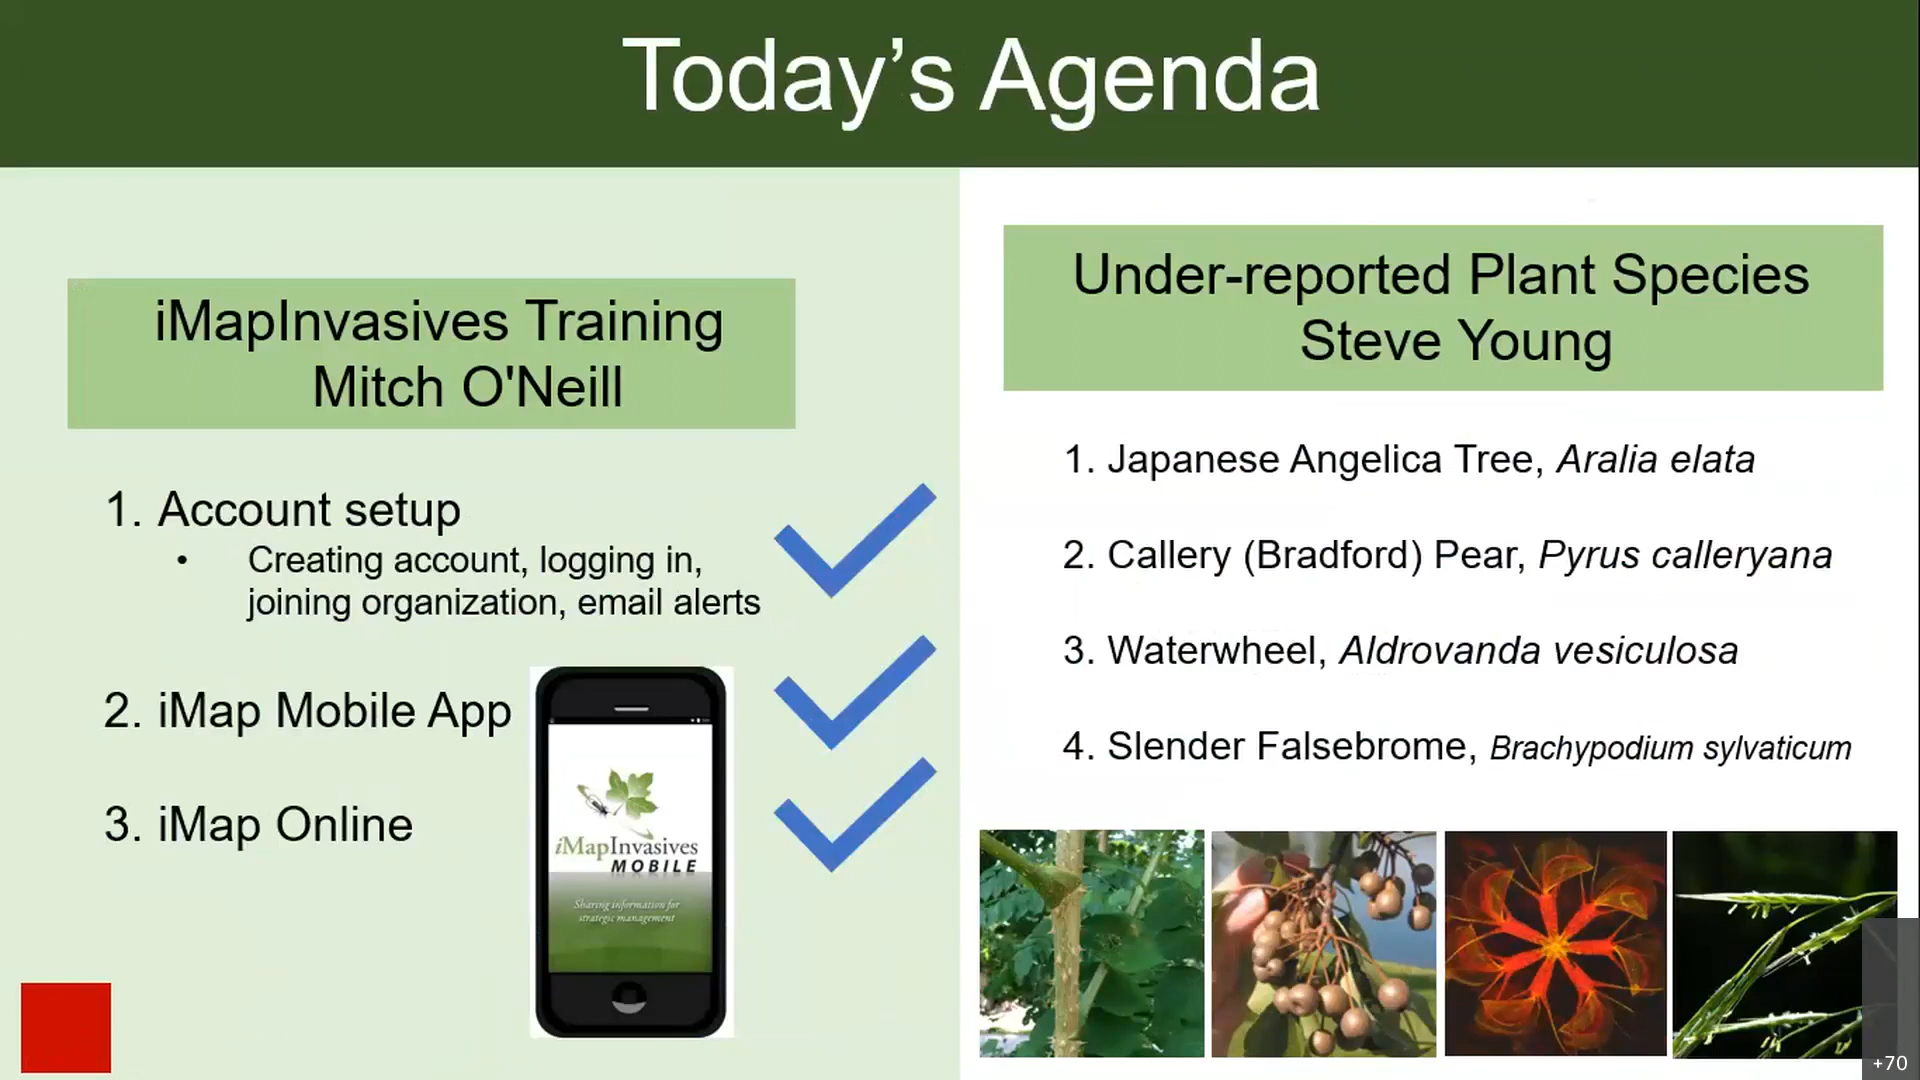 Today’s Agenda
iMapInvasives Training
Mitch O'Neill
1. Account setup
• Creating account, logging in,
joining organization, email alerts
2. iMap Mobile App
3. iMap Online
iMapInvasives
MOBILE
Sharing information for
strategic management
Under-reported Plant Species
Steve Young
1. Japanese Angelica Tree, Aralia elata
2. Callery (Bradford) Pear, Pyrus calleryana
3. Waterwheel, Aldrovanda vesiculosa
4. Slender Falsebrome, Brachypodium sylvaticum
+70